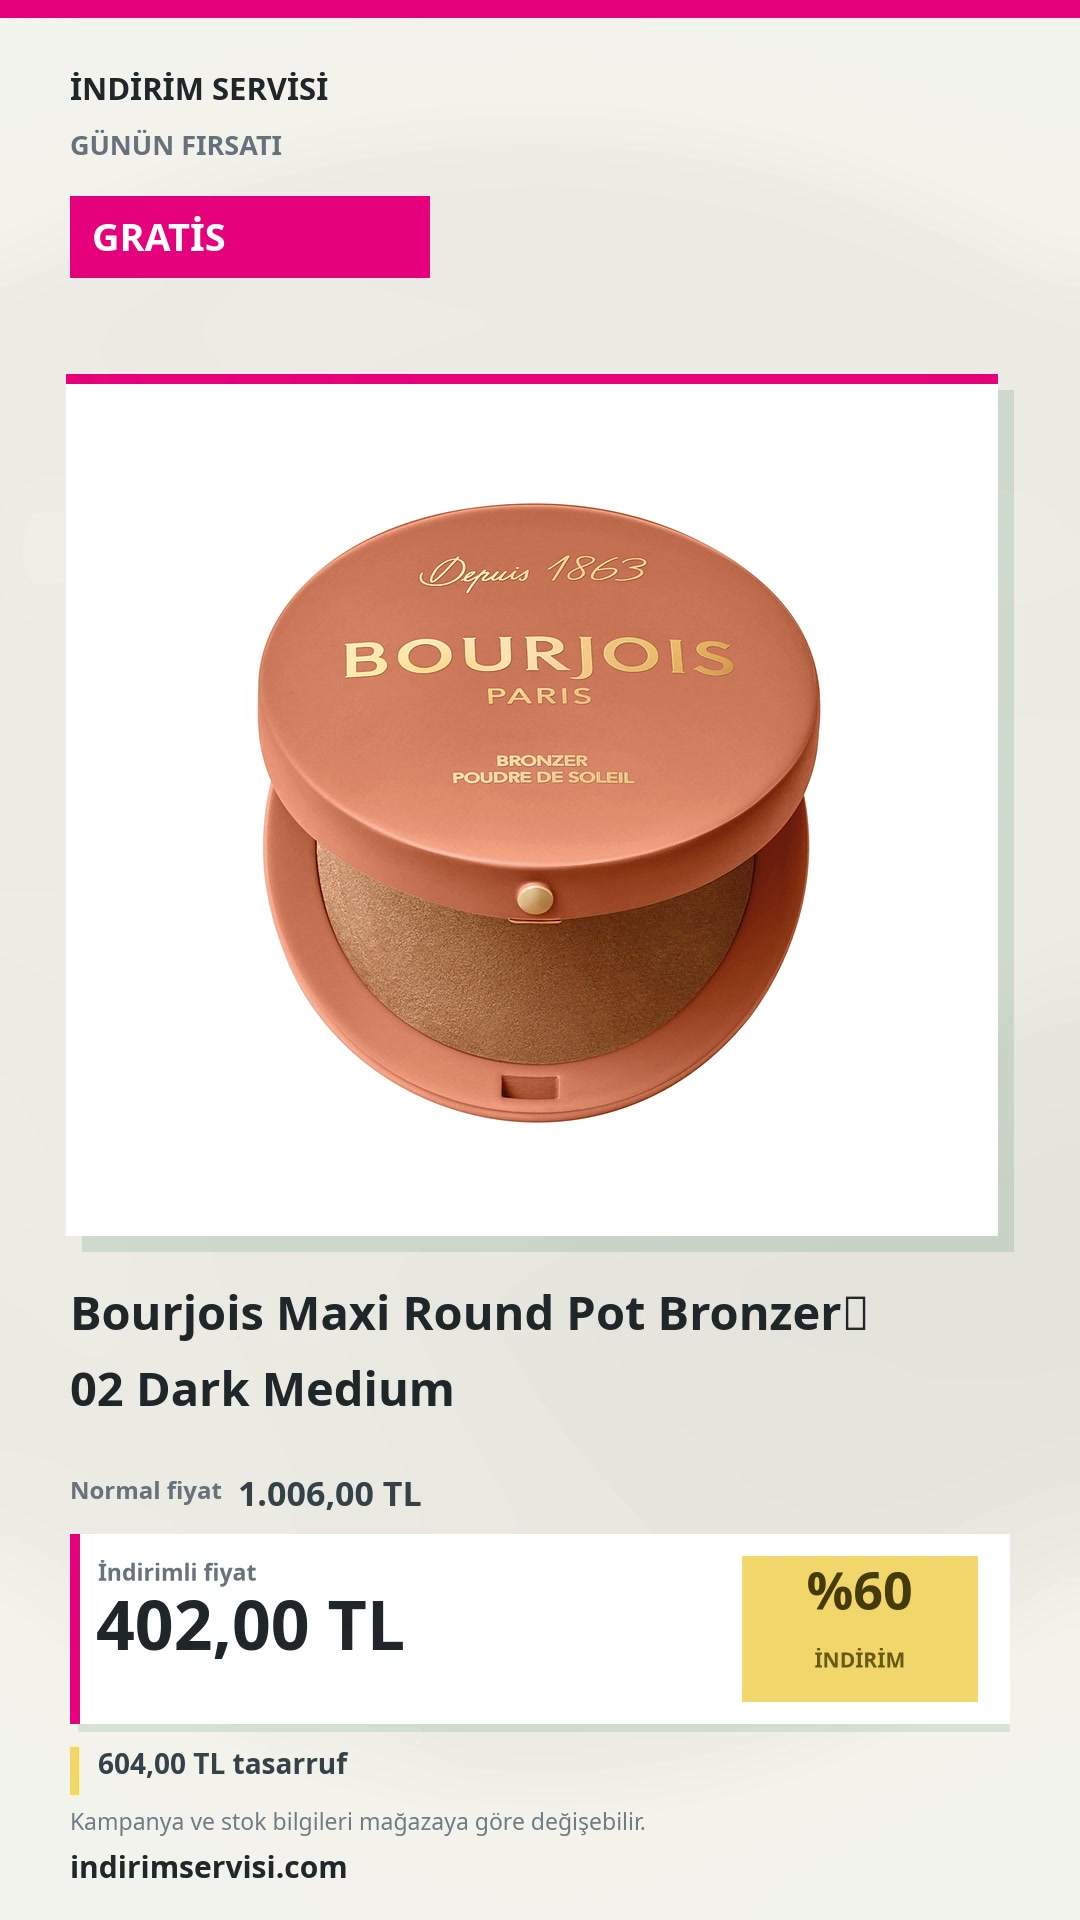 İNDİRİM SERVİSİ
GÜNÜN FIRSATI
GRATİS
Depuis 1863
BOURJOIS
PARIS
BRONZER
POUDRE DE SOLEIL
Bourjois Maxi Round Pot Bronzer
02 Dark Medium
Normal fiyat 1.006,00 TL
İndirimli fiyat
402,00 TL
%60
İNDİRİM
604,00 TL tasarruf
Kampanya ve stok bilgileri mağazaya göre değişebilir.
indirimservisi.com